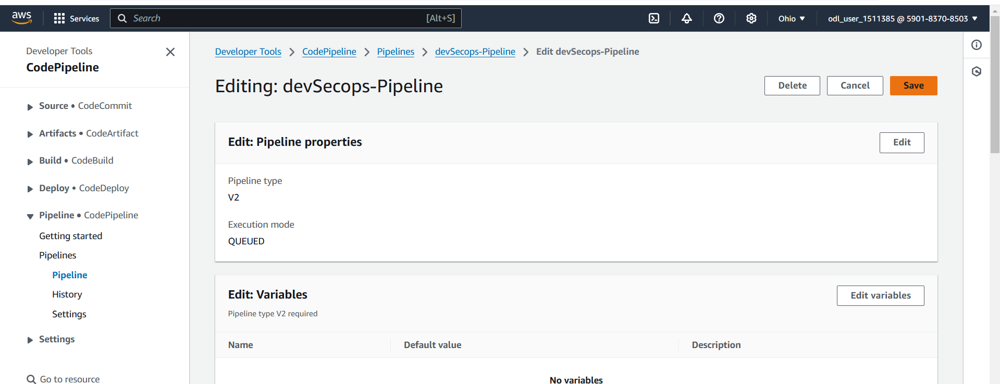 aws Services Search [Alt+S] Ohio odl_user_1511385 @ 5901-8370-8503
Developer Tools
CodePipeline
Source • CodeCommit
Artifacts • CodeArtifact
Build • CodeBuild
Deploy • CodeDeploy
Pipeline • CodePipeline
Getting started
Pipelines
Pipeline
History
Settings
Settings
Go to resource
Developer Tools > CodePipeline > Pipelines > devSecops-Pipeline > Edit devSecops-Pipeline
Editing: devSecops-Pipeline Delete Cancel Save
Edit: Pipeline properties Edit
Pipeline type
V2
Execution mode
QUEUED
Edit: Variables Edit variables
Pipeline type V2 required
Name Default value Description
No variables